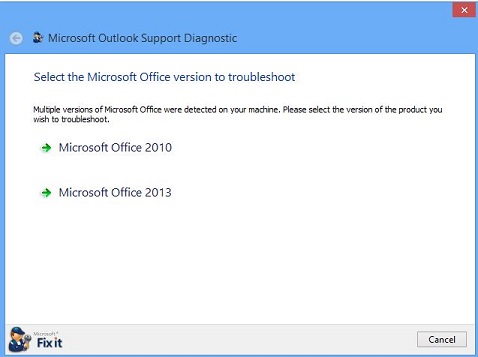 Microsoft Outlook Support Diagnostic
Select the Microsoft Office version to troubleshoot
Multiple versions of Microsoft Office were detected on your machine. Please select the version of the product you
wish to troubleshoot.
Microsoft Office 2010
Microsoft Office 2013
Microsoft
Fix it
Cancel